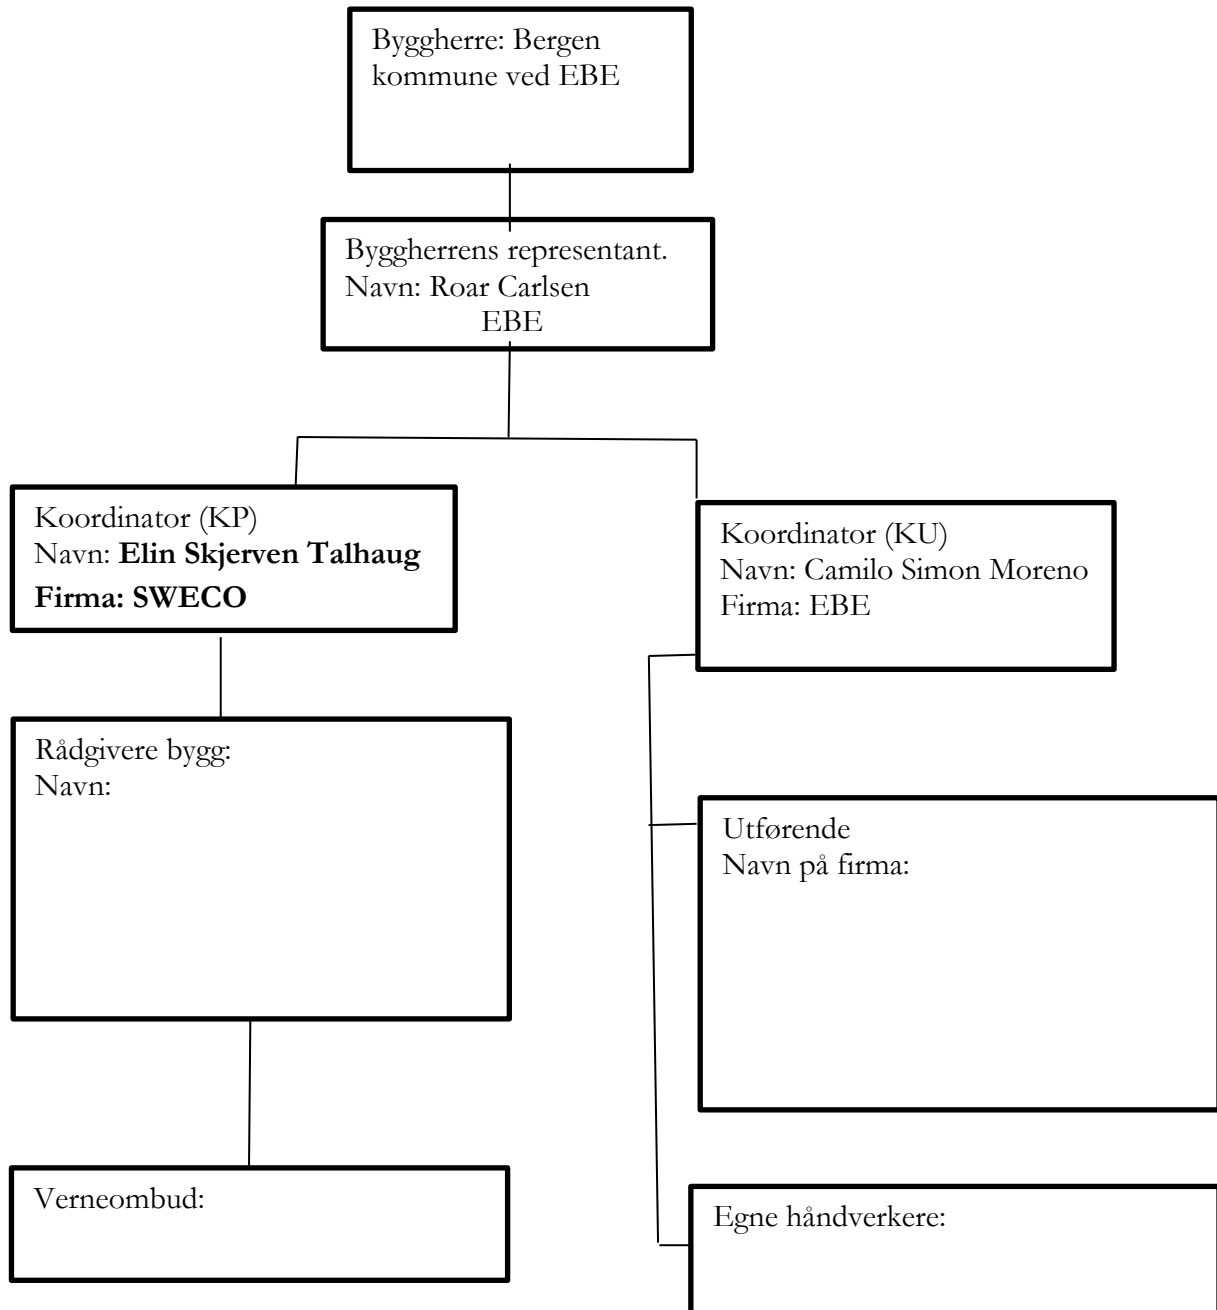 Byggherre: Bergen
kommune ved EBE
Byggherrens representant.
Navn: Roar Carlsen
EBE
Koordinator (KP)
Navn: Elin Skjerven Talhaug
Firma: SWECO
Koordinator (KU)
Navn: Camilo Simon Moreno
Firma: EBE
Rådgivere bygg:
Navn:
Utførende
Navn på firma:
Verneombud:
Egne håndverkere: